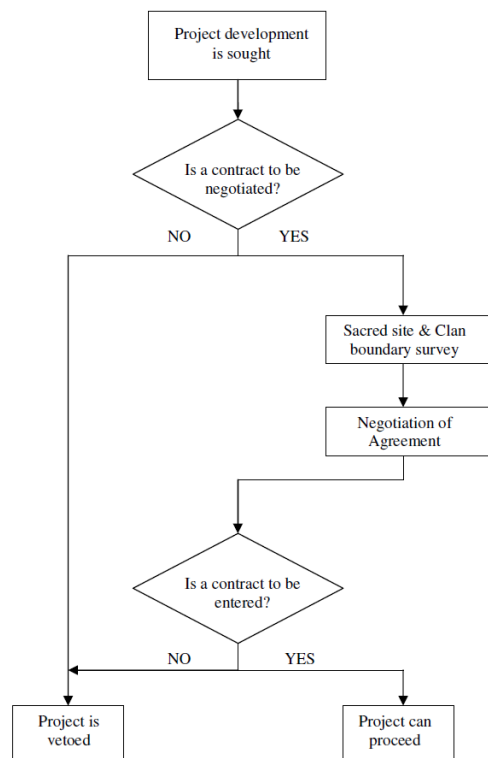 Project development
is sought
Is a contract to be
negotiated?
NO
YES
Sacred site & Clan
boundary survey
Negotiation of
Agreement
Is a contract to be
entered?
NO
YES
Project is
vetoed
Project can
proceed